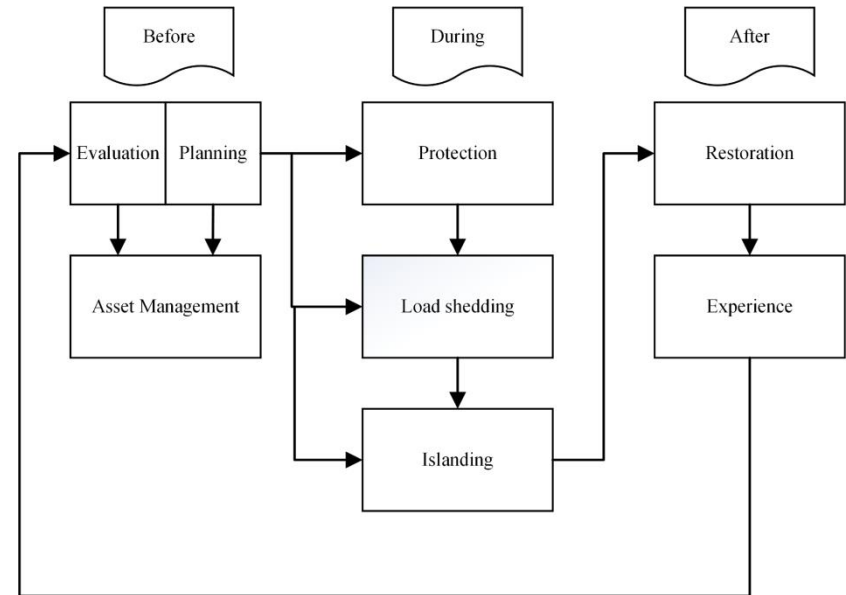 Before
During
After
Evaluation
Planning
Protection
Restoration
Asset Management
Load shedding
Experience
Islanding